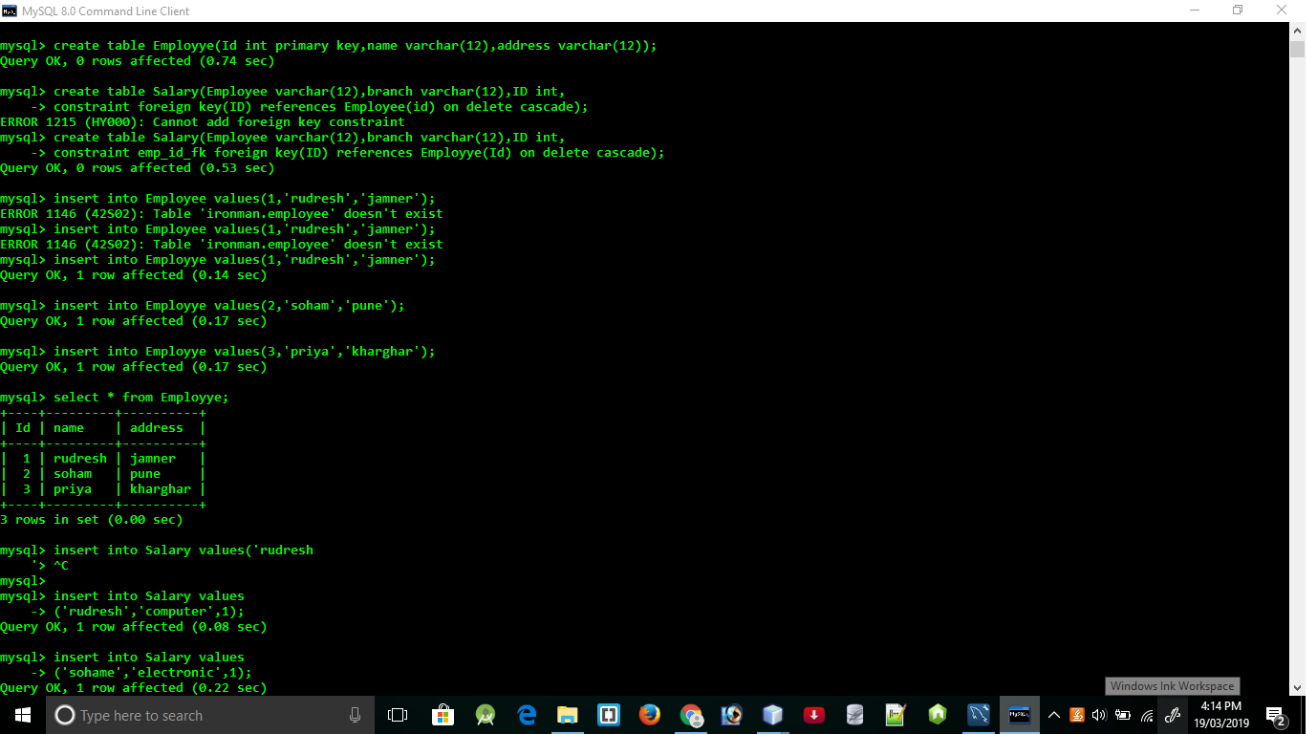 MySQL 8.0 Command Line Client
mysql> create table Employye(Id int primary key,name varchar(12),address varchar(12));
Query OK, 0 rows affected (0.74 sec)
mysql> create table Salary(Employee varchar(12),branch varchar(12),ID int,
    -> constraint foreign key(ID) references Employee(id) on delete cascade);
ERROR 1215 (HY000): Cannot add foreign key constraint
mysql> create table Salary(Employee varchar(12),branch varchar(12),ID int,
    -> constraint emp_id_fk foreign key(ID) references Employye(Id) on delete cascade);
Query OK, 0 rows affected (0.53 sec)
mysql> insert into Employee values(1,'rudresh','jamner');
ERROR 1146 (42S02): Table 'ironman.employee' doesn't exist
mysql> insert into Employee values(1,'rudresh','jamner');
ERROR 1146 (42S02): Table 'ironman.employee' doesn't exist
mysql> insert into Employye values(1,'rudresh','jamner');
Query OK, 1 row affected (0.14 sec)
mysql> insert into Employye values(2,'soham','pune');
Query OK, 1 row affected (0.17 sec)
mysql> insert into Employye values(3,'priya','kharghar');
Query OK, 1 row affected (0.17 sec)
mysql> select * from Employye;
+----+---------+----------+
| Id | name    | address  |
+----+---------+----------+
|  1 | rudresh | jamner   |
|  2 | soham   | pune     |
|  3 | priya   | kharghar |
+----+---------+----------+
3 rows in set (0.00 sec)
mysql> insert into Salary values('rudresh
    '> ^C
mysql>
mysql> insert into Salary values
    -> ('rudresh','computer',1);
Query OK, 1 row affected (0.08 sec)
mysql> insert into Salary values
    -> ('sohame','electronic',1);
Query OK, 1 row affected (0.22 sec)
Windows Ink Workspace
Type here to search
MySQL
4:14 PM
19/03/2019
2